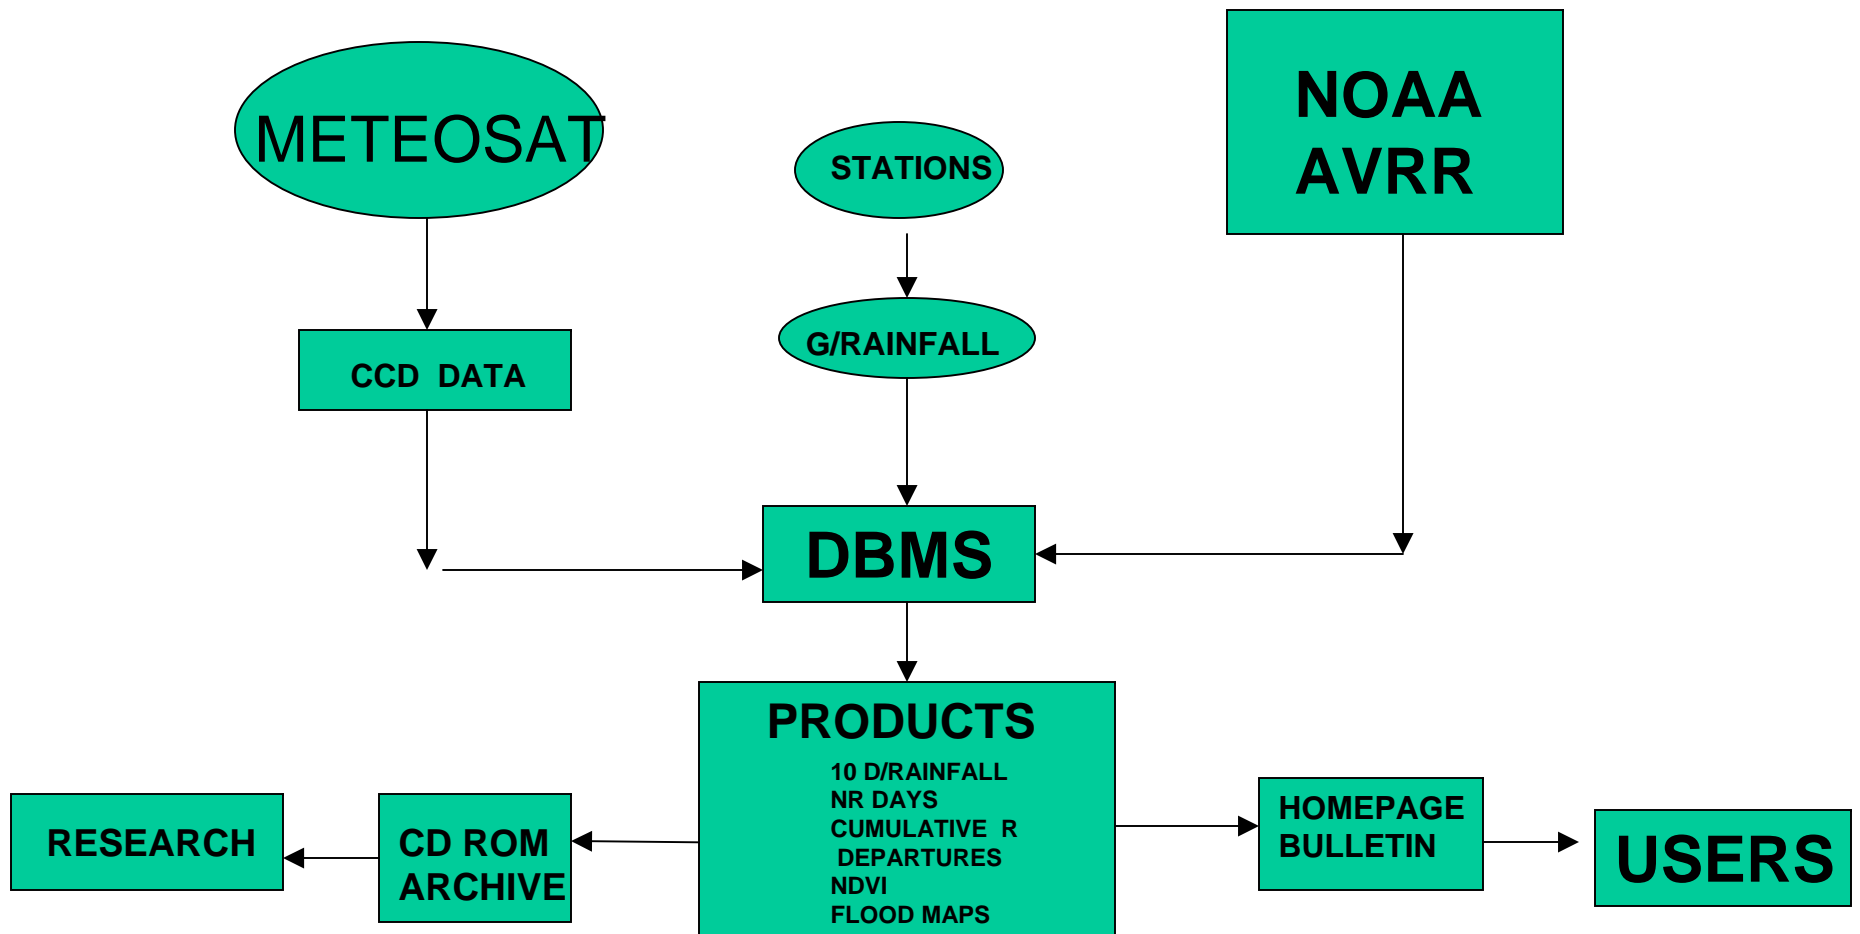 METEOSAT
STATIONS
NOAA
AVRR
G/RAINFALL
CCD DATA
DBMS
PRODUCTS
10 D/RAINFALL
NR DAYS
CUMULATIVE R
DEPARTURES
NDVI
FLOOD MAPS
RESEARCH
CD ROM
ARCHIVE
HOMEPAGE
BULLETIN
USERS